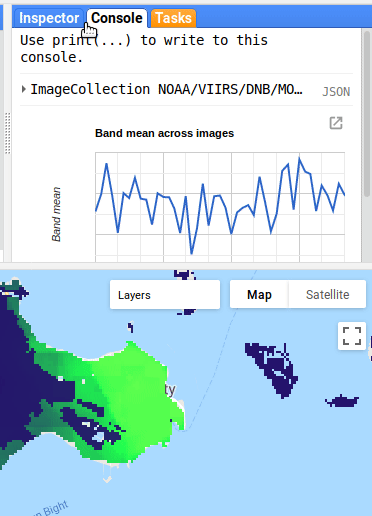 Inspector Console Tasks
Use print(...) to write to this
console.
ImageCollection NOAA/VIIRS/DNB/MO… JSON
Band mean across images
Band mean
Layers Map Satellite
ty
Bight